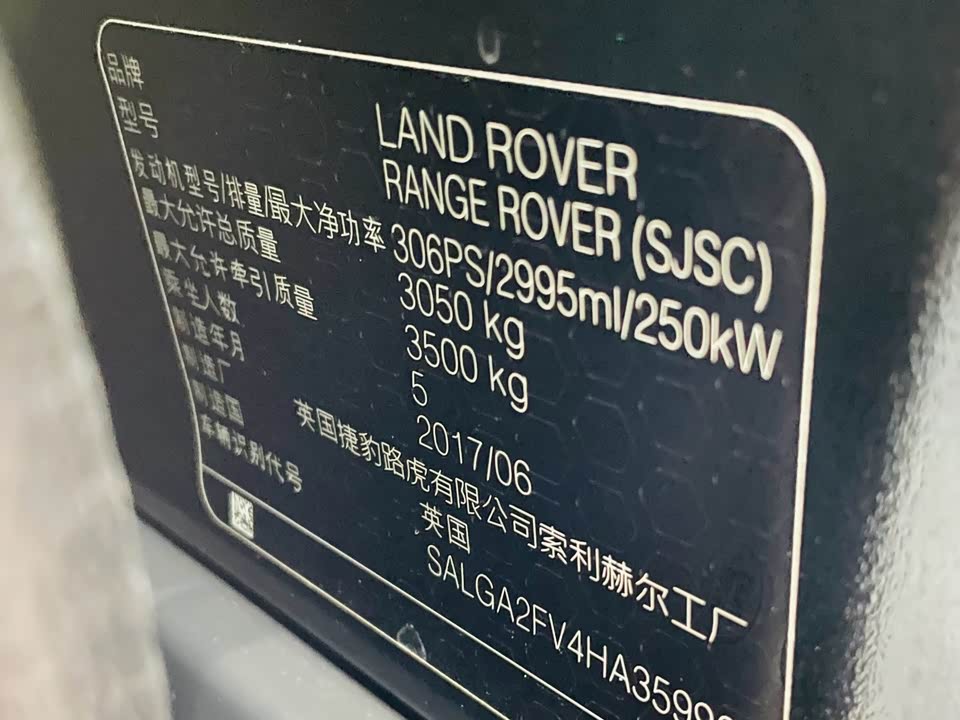 品牌 LAND ROVER
型号 RANGE ROVER (SJSC)
发动机型号/排量/最大净功率 306PS/2995ml/250kW
最大允许总质量 3050 kg
最大允许牵引质量 3500 kg
乘坐人数 5
制造年月 2017/06
制造厂 英国捷豹路虎有限公司索利赫尔工厂
制造国 英国
车辆识别代号